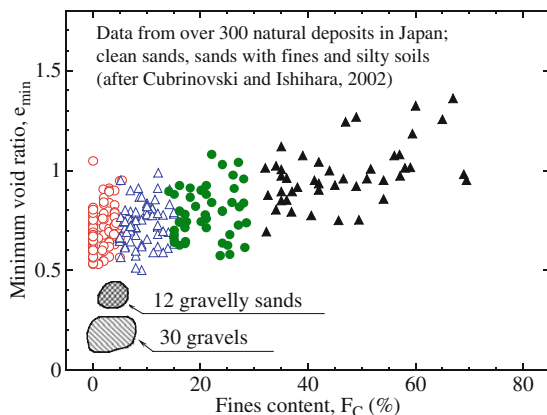 Data from over 300 natural deposits in Japan;
clean sands, sands with fines and silty soils
(after Cubrinovski and Ishihara, 2002)
Minimum void ratio, e_min
1.5
1
0.5
0
12 gravelly sands
30 gravels
0 20 40 60 80
Fines content, F_C (%)